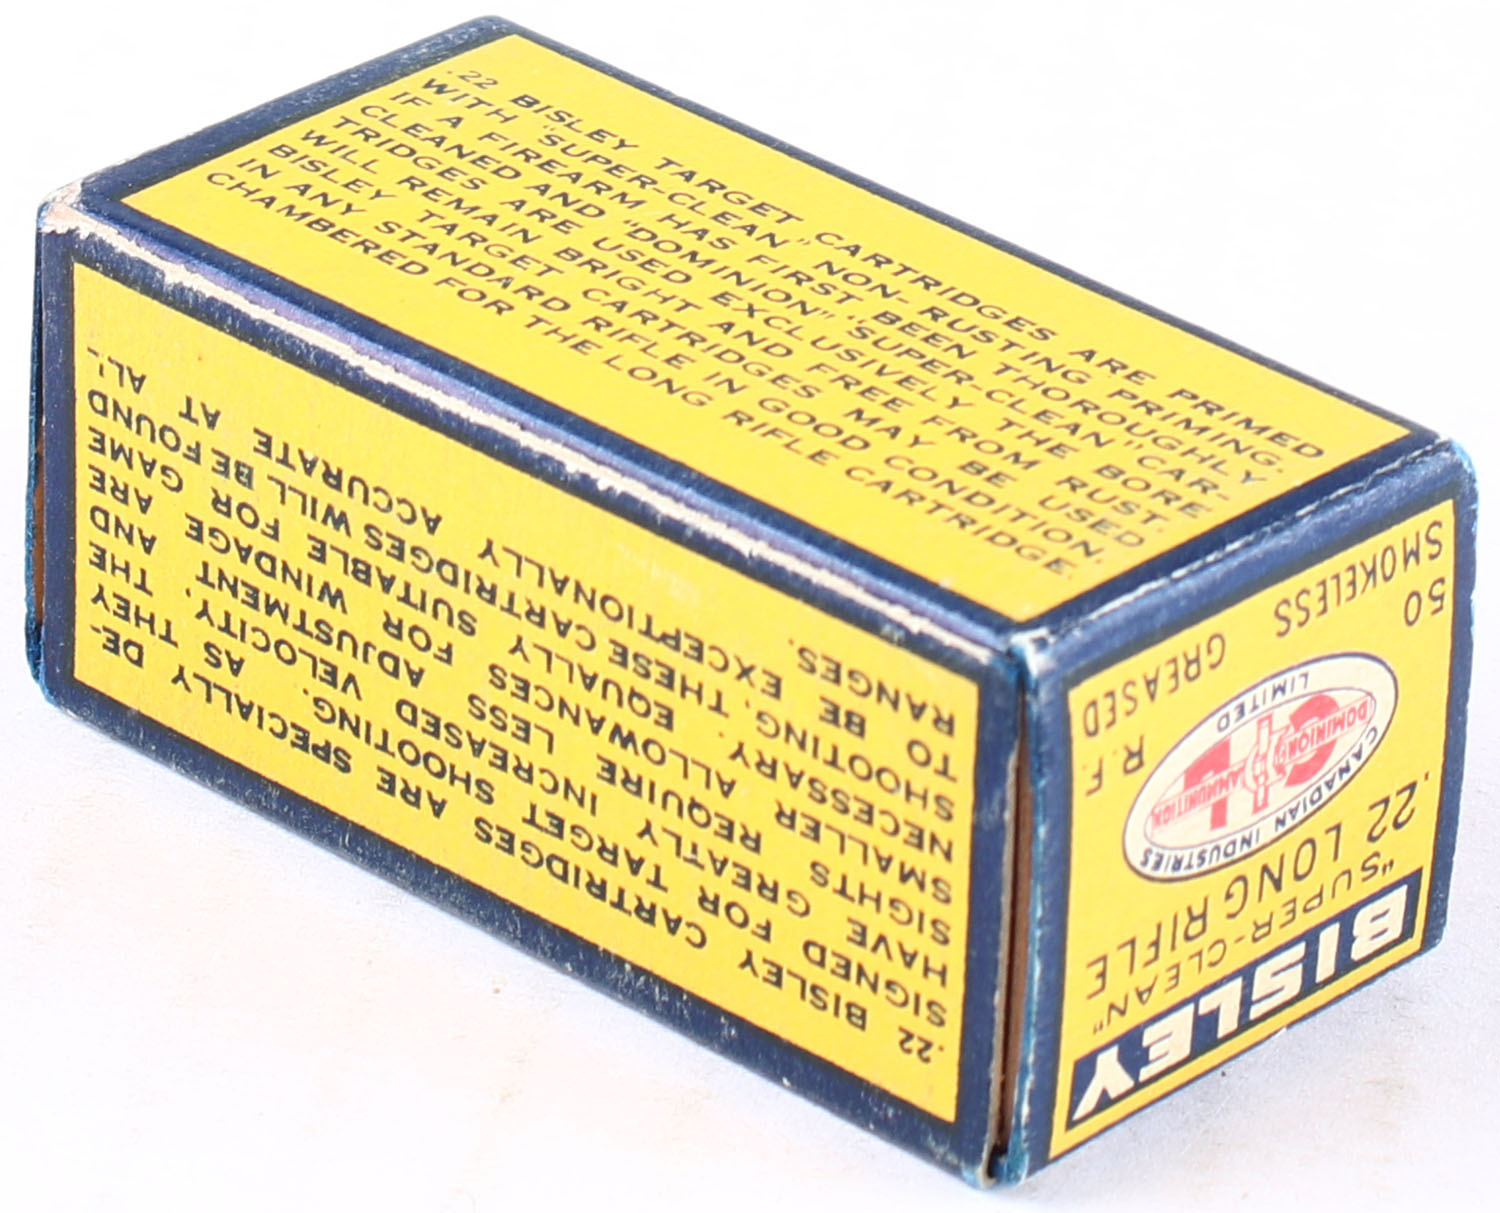 .22 BISLEY TARGET CARTRIDGES ARE PRIMED
WITH "SUPER-CLEAN" NON-RUSTING PRIMING.
IF A FIREARM HAS FIRST BEEN THOROUGHLY
CLEANED AND "DOMINION" "SUPER-CLEAN" CAR-
TRIDGES ARE USED EXCLUSIVELY THE BORE
WILL REMAIN BRIGHT AND FREE FROM RUST.
BISLEY TARGET CARTRIDGES MAY BE USED
IN ANY STANDARD RIFLE IN GOOD CONDITION,
CHAMBERED FOR THE LONG RIFLE CARTRIDGE.
.22 BISLEY CARTRIDGES ARE SPECIALLY DE-
SIGNED FOR TARGET SHOOTING. AS THEY
HAVE GREATLY INCREASED VELOCITY, THE
SIGHTS REQUIRE LESS ADJUSTMENT AND
SMALLER ALLOWANCES FOR WINDAGE ARE
NECESSARY. EQUALLY SUITABLE FOR GAME
SHOOTING, THESE CARTRIDGES WILL BE FOUND
TO BE EXCEPTIONALLY ACCURATE AT ALL
RANGES.
BISLEY
"SUPER-CLEAN"
.22 LONG RIFLE
CANADIAN INDUSTRIES
DOMINION AMMUNITION
LIMITED
50 R.F.
SMOKELESS GREASED